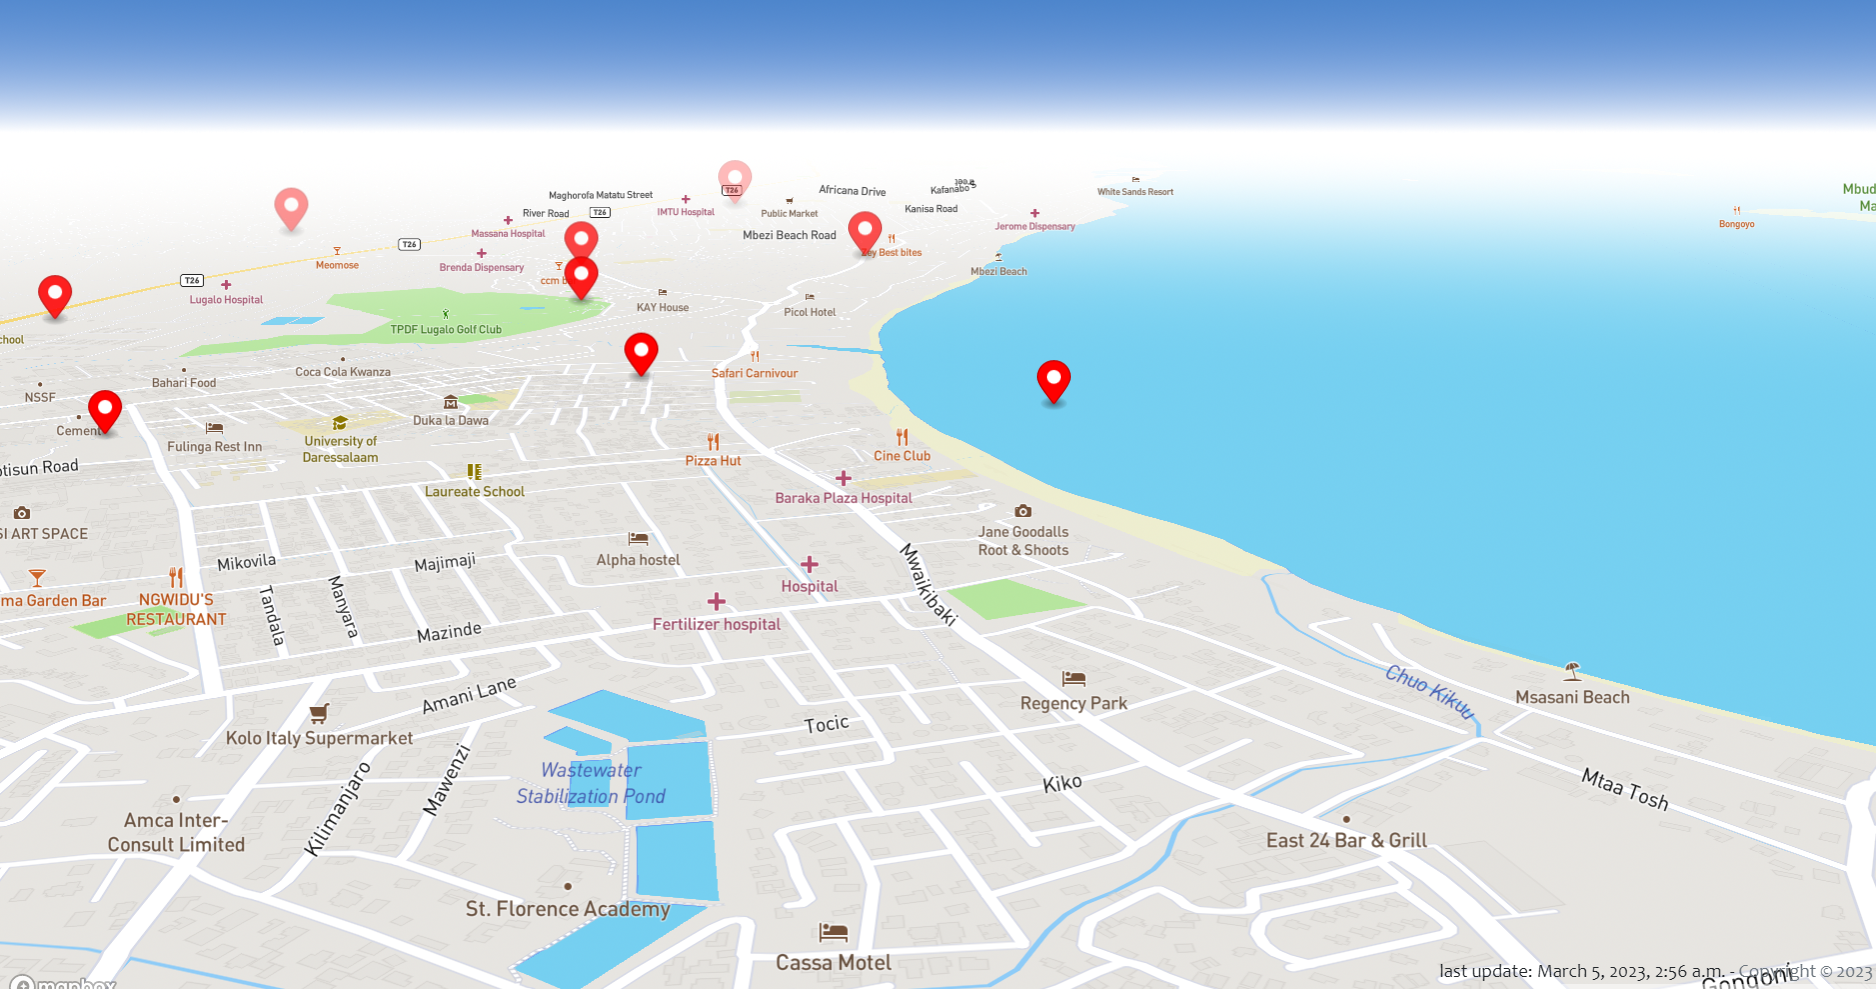 White Sands Resort
Africana Drive
Kafanabo
Maghorofa Matatu Street
T26
IMTU Hospital
Public Market
River Road
T26
Kanisa Road
Mbud
Ma
Bongoyo
Massana Hospital
Mbezi Beach Road
Jerome Dispensary
T26
Zey Best bites
Meomose
Brenda Dispensary
Mbezi Beach
T26
ccm b
Lugalo Hospital
KAY House
Picol Hotel
TPDF Lugalo Golf Club
chool
Coca Cola Kwanza
Safari Carnivour
Bahari Food
NSSF
Duka la Dawa
Cement
Fulinga Rest Inn
University of
Daressalaam
Pizza Hut
Cine Club
otisun Road
Laureate School
Baraka Plaza Hospital
SI ART SPACE
Jane Goodalls
Root & Shoots
Mikovila
Majimaji
Alpha hostel
Hospital
Mwaikibaki
ma Garden Bar
NGWIDU'S
RESTAURANT
Tandala
Manyara
Mazinde
Fertilizer hospital
Amani Lane
Regency Park
Chuo Kikuu
Msasani Beach
Kolo Italy Supermarket
Tocic
Wastewater
Stabilization Pond
Kilimanjaro
Mawenzi
Kiko
Mtaa Tosh
Amca Inter-
Consult Limited
East 24 Bar & Grill
St. Florence Academy
Cassa Motel
last update: March 5, 2023, 2:56 a.m. - Copyright © 2023
Gongoni
mapbox